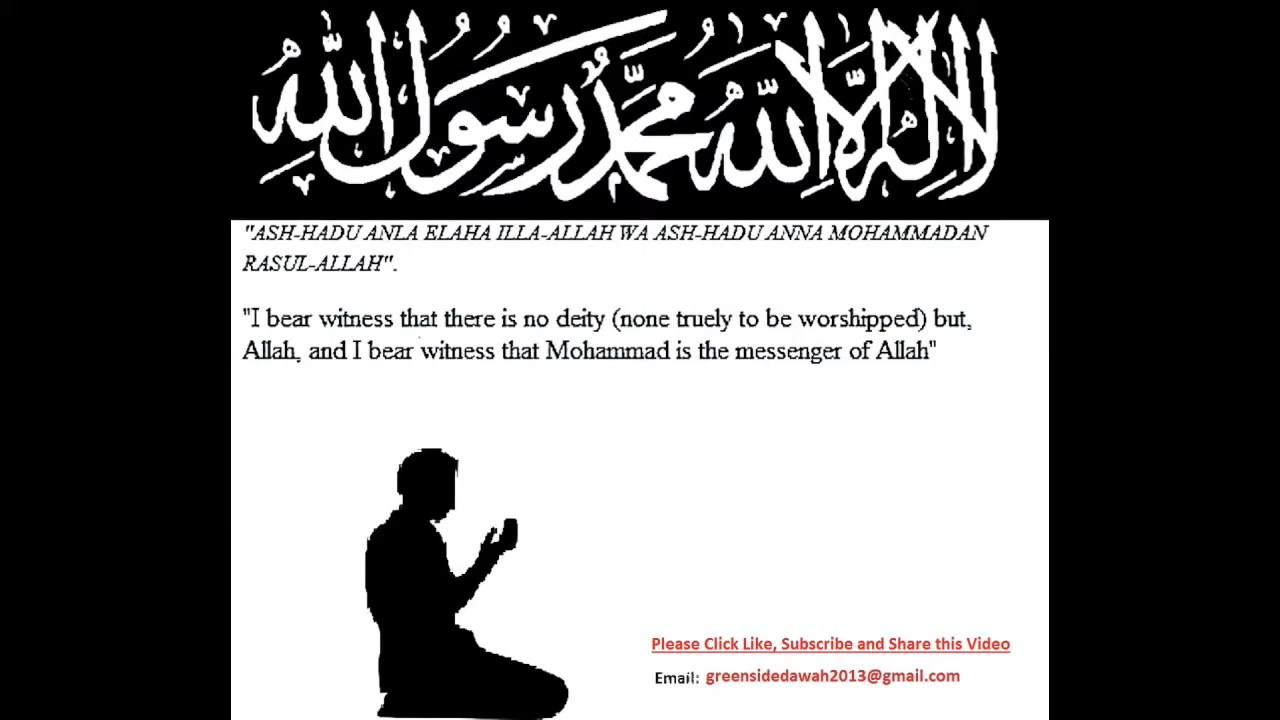 لا إله إلا الله محمد رسول الله
"ASH-HADU ANLA ELAHA ILLA-ALLAH WA ASH-HADU ANNA MOHAMMADAN
RASUL-ALLAH".
"I bear witness that there is no deity (none truely to be worshipped) but,
Allah, and I bear witness that Mohammad is the messenger of Allah"
Please Click Like, Subscribe and Share this Video
Email: greensidedawah2013@gmail.com